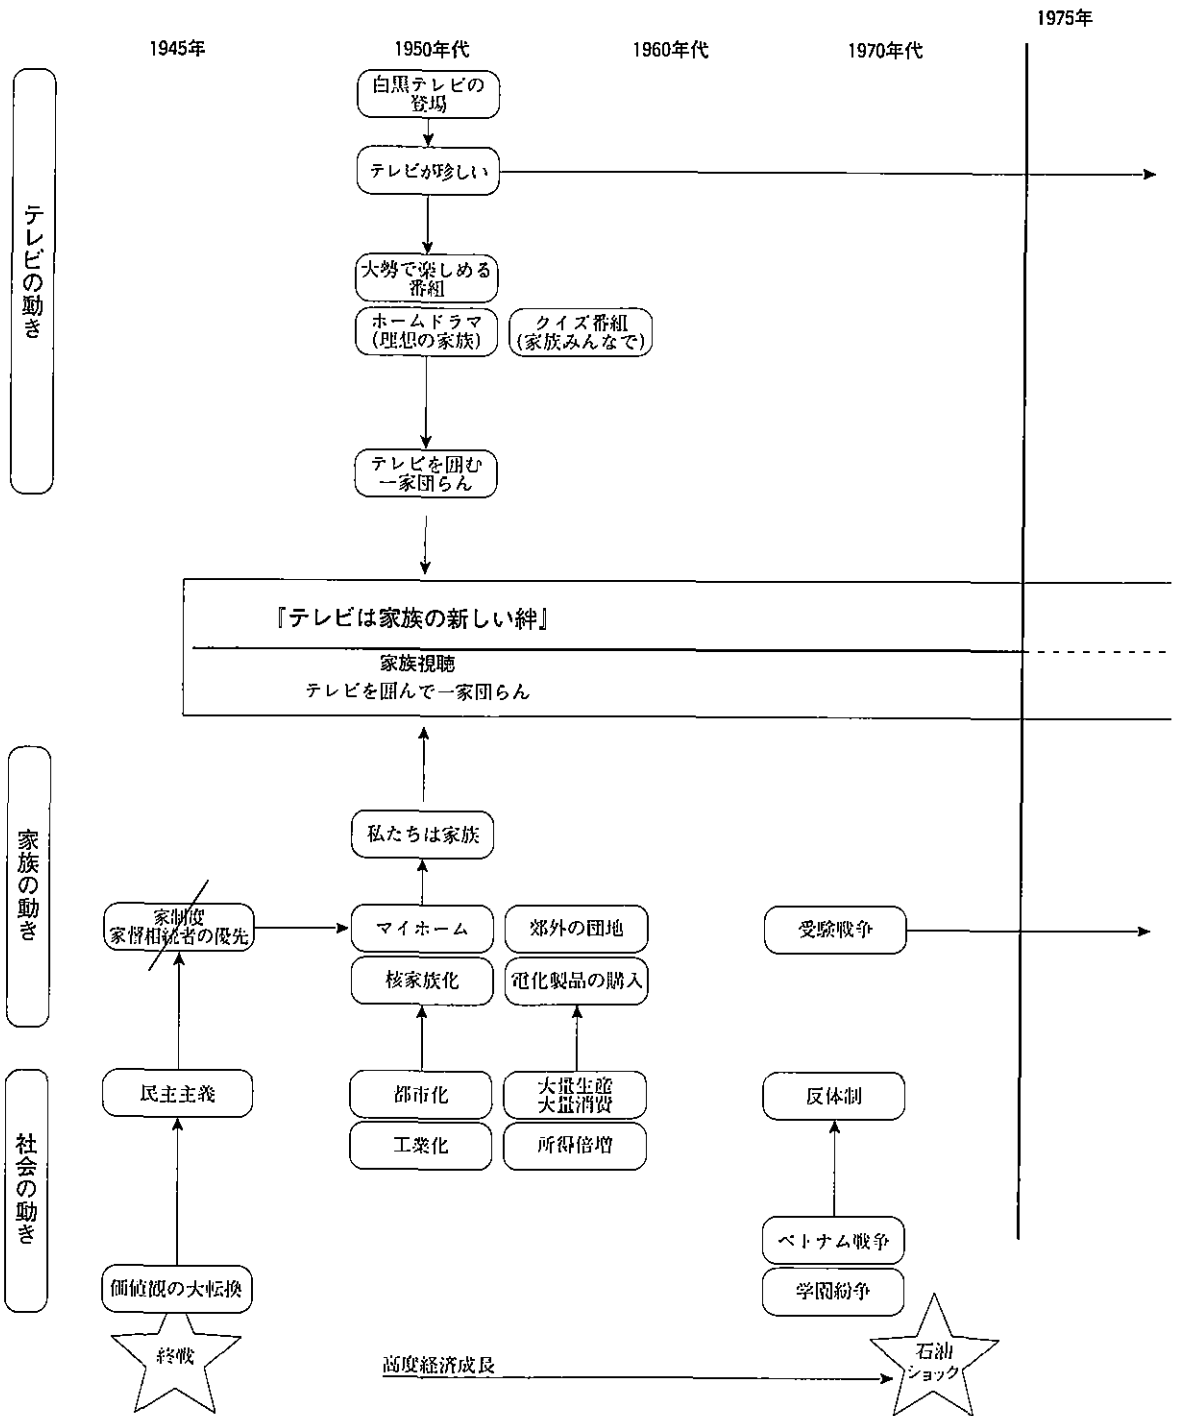 1945年
1950年代
1960年代
1970年代
1975年
テレビの動き
白黒テレビの
登場
テレビが珍しい
大勢で楽しめる
番組
ホームドラマ
(理想の家族)
クイズ番組
(家族みんなで)
テレビを囲む
一家団らん
『テレビは家族の新しい絆』
家族視聴
テレビを囲んで一家団らん
家族の動き
私たちは家族
家制度
家督相続者の優先
マイホーム
郊外の団地
受験戦争
核家族化
電化製品の購入
社会の動き
民主主義
都市化
大量生産
大量消費
反体制
工業化
所得倍増
ベトナム戦争
価値観の大転換
学園紛争
終戦
高度経済成長
石油
ショック